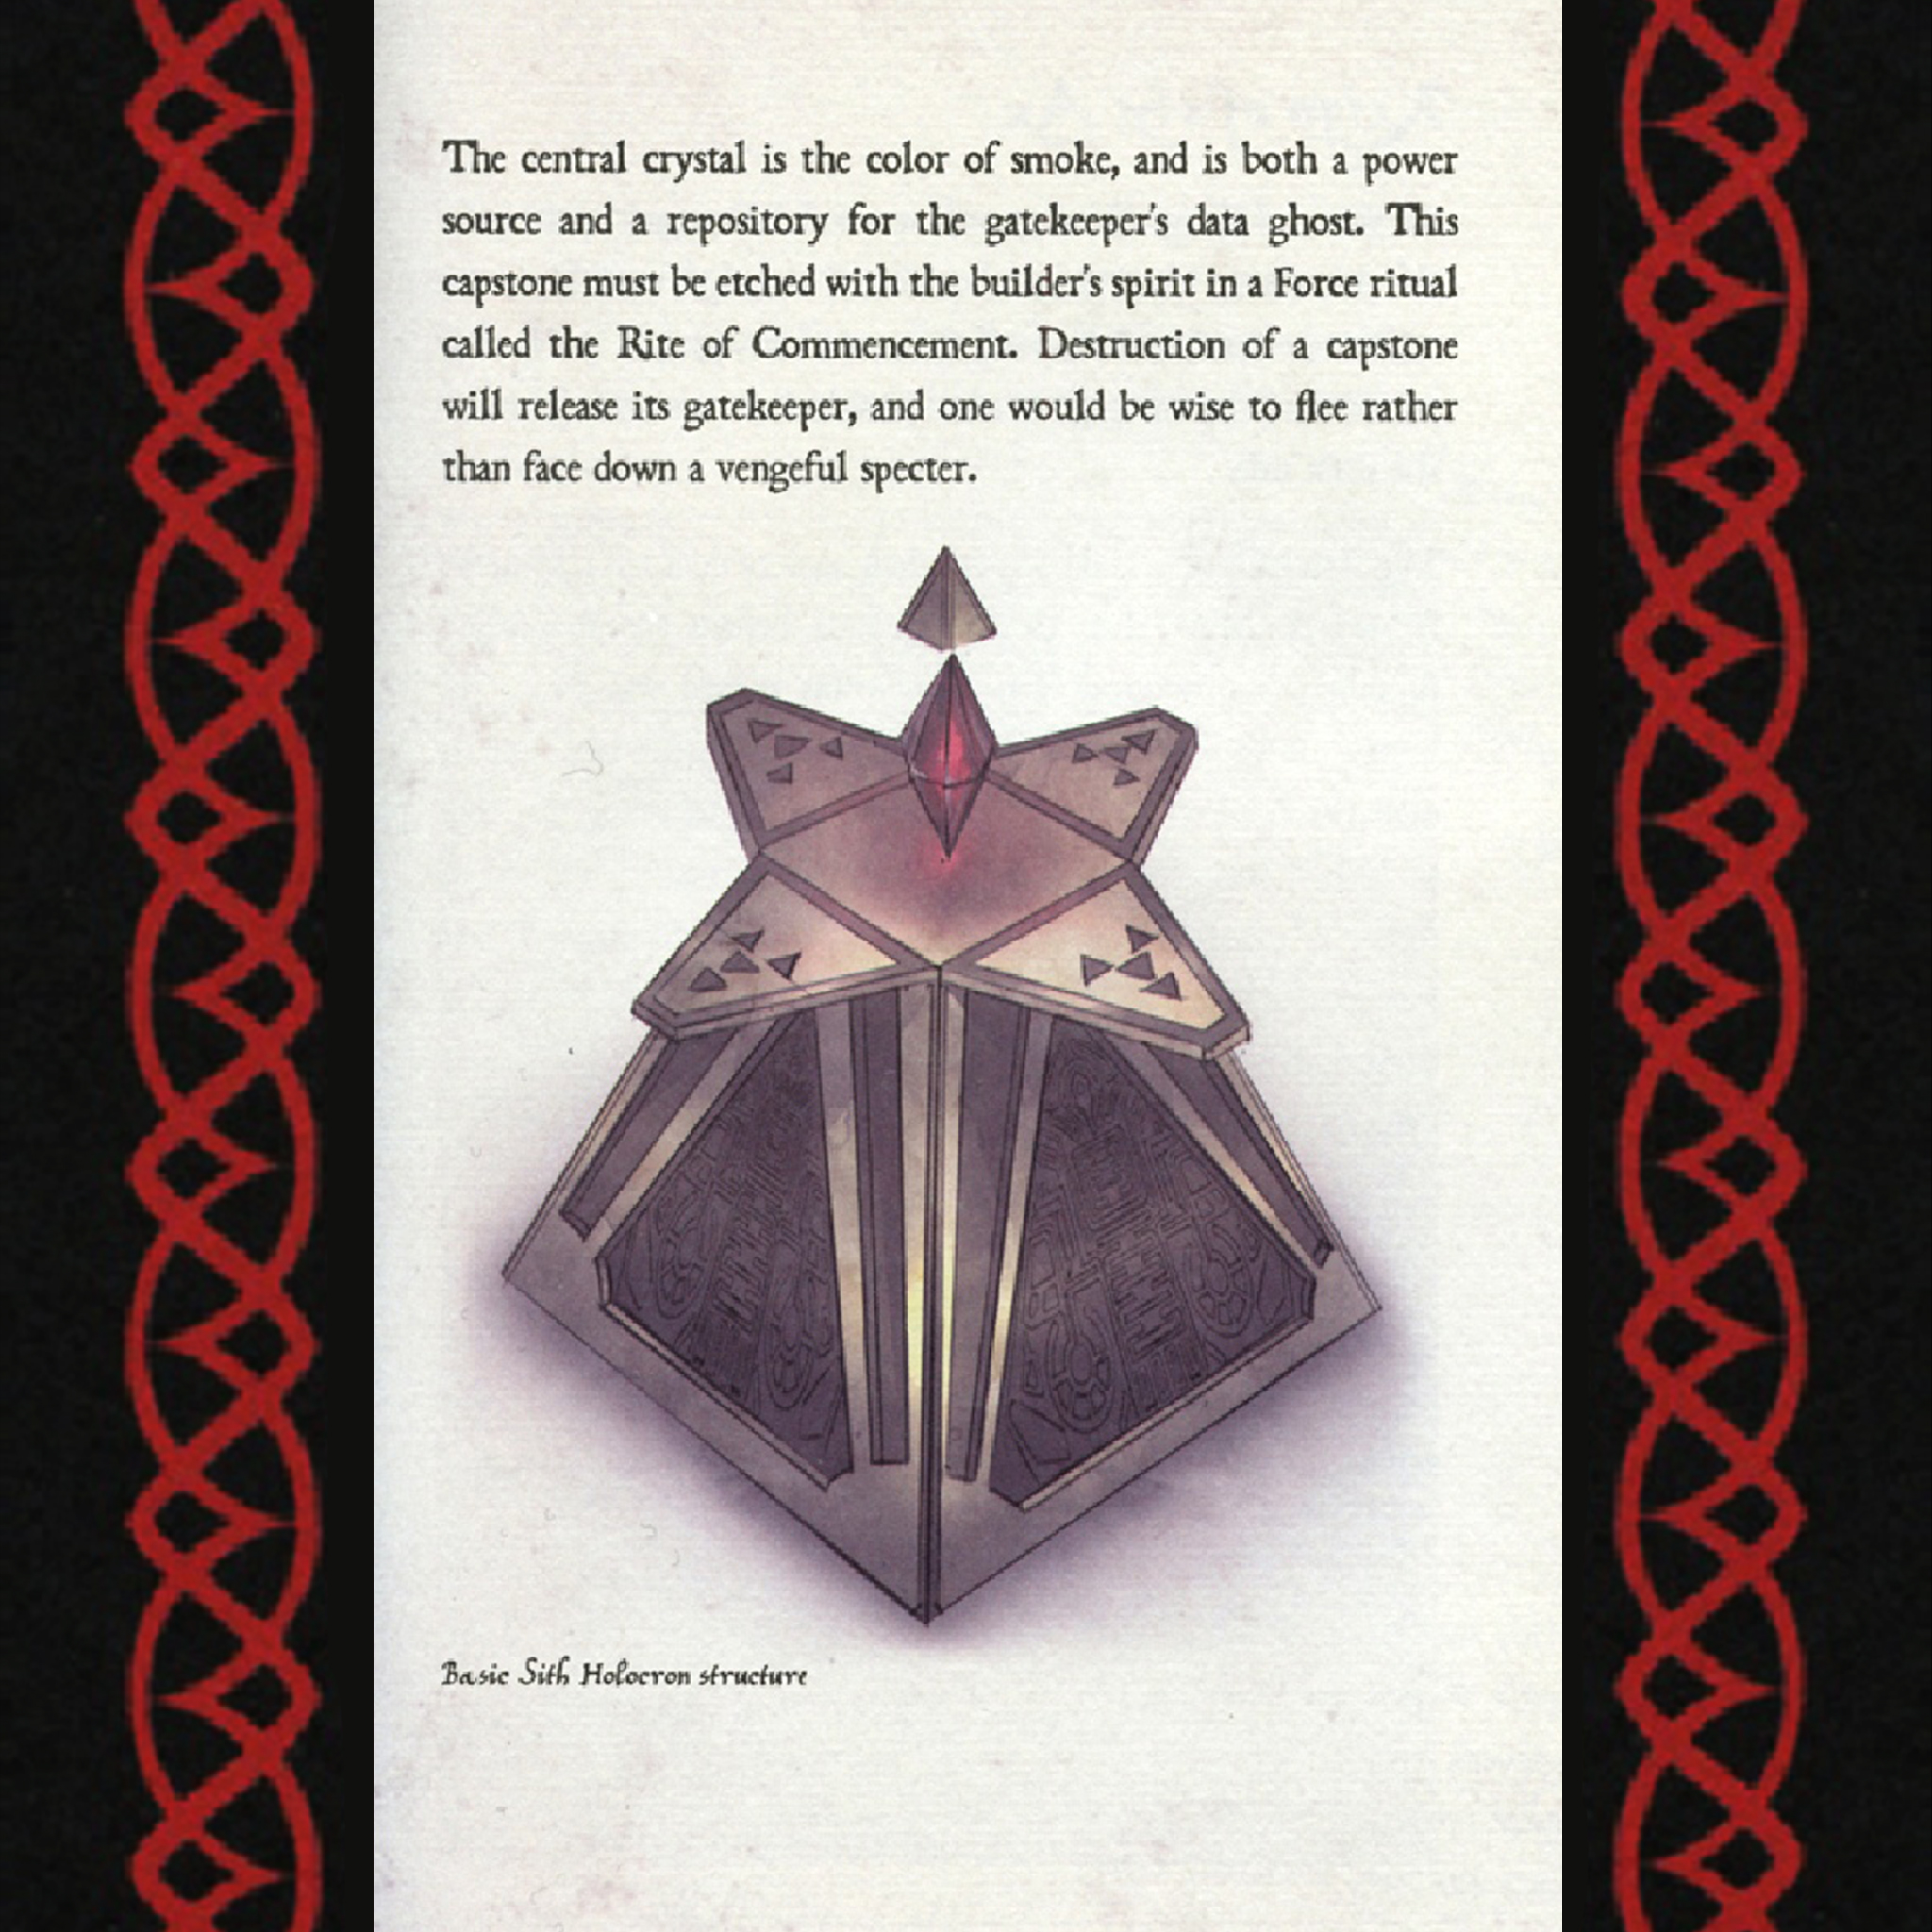 The central crystal is the color of smoke, and is both a power
source and a repository for the gatekeeper's data ghost. This
capstone must be etched with the builder's spirit in a Force ritual
called the Rite of Commencement. Destruction of a capstone
will release its gatekeeper, and one would be wise to flee rather
than face down a vengeful specter.
Basic Sith Holocron structure